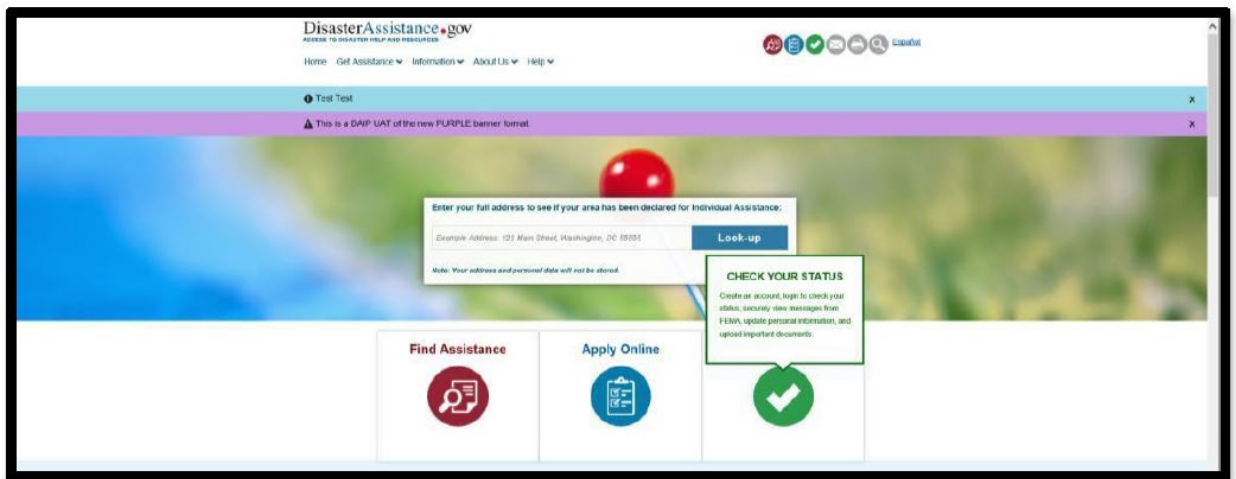 DisasterAssistance.gov
ACCESS TO DISASTER HELP AND RESOURCES
Español
Home Get Assistance Information About Us Help
Test Test X
This is a DAIP UAT of the new PURPLE banner format. X
Enter your full address to see if your area has been declared for Individual Assistance:
Example Address: 123 Main Street, Washington, DC
Look-up
Note: Your address and personal data will not be stored.
CHECK YOUR STATUS
Create an account, login to check your
status, securely view messages from
FEMA, update personal information, and
upload important documents.
Find Assistance
Apply Online